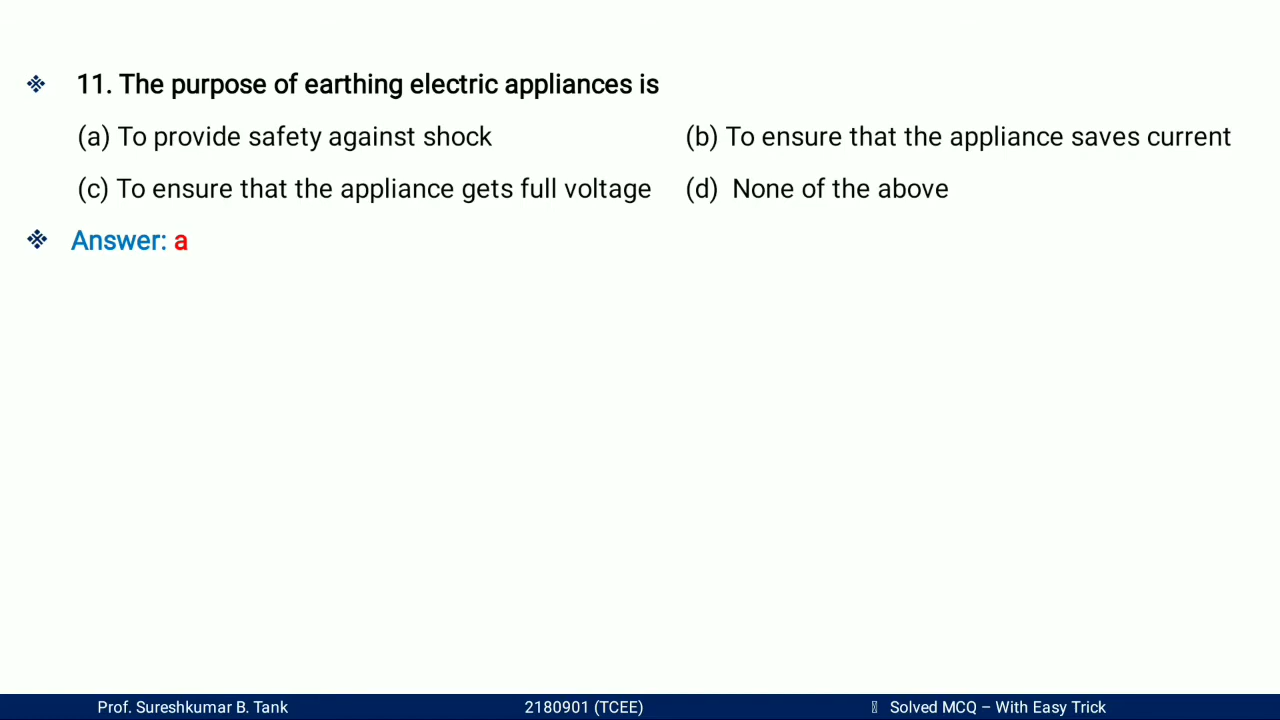 ❖ 11. The purpose of earthing electric appliances is
(a) To provide safety against shock (b) To ensure that the appliance saves current
(c) To ensure that the appliance gets full voltage (d) None of the above
❖ Answer: a
Prof. Sureshkumar B. Tank 2180901 (TCEE) Solved MCQ – With Easy Trick